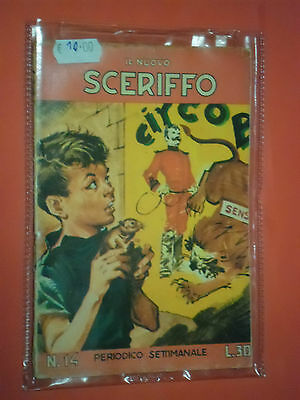 € 10.00
IL NUOVO
SCERIFFO
CIRCO B
SENS
N. 14
PERIODICO SETTIMANALE
L. 30